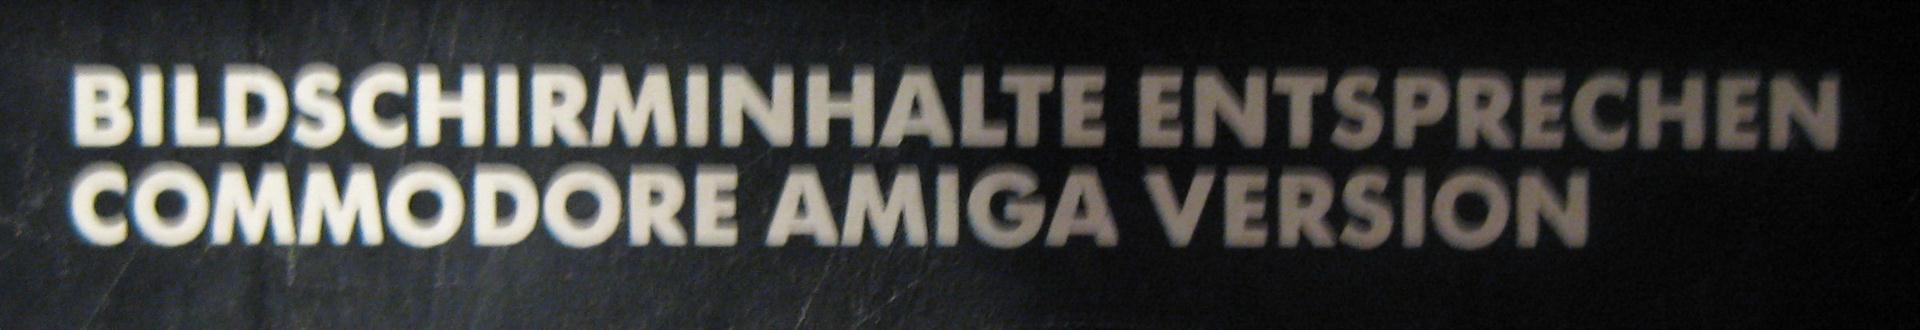 BILDSCHIRMINHALTE ENTSPRECHEN
COMMODORE AMIGA VERSION